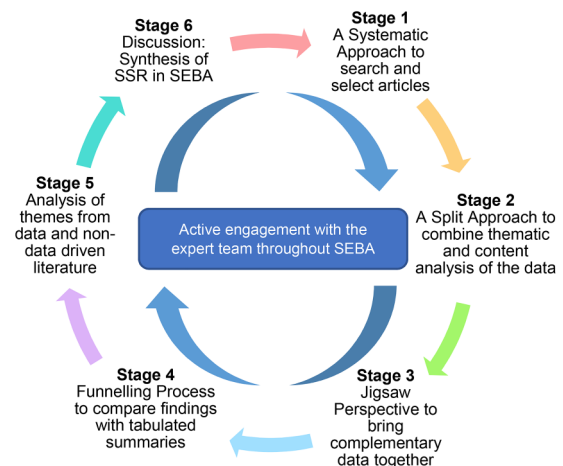 Stage 1
A Systematic
Approach to
search and
select articles
Stage 2
A Split Approach to
combine thematic
and content
analysis of the data
Stage 3
Jigsaw
Perspective to
bring
complementary
data together
Stage 4
Funnelling Process
to compare findings
with tabulated
summaries
Stage 5
Analysis of
themes from
data and non-
data driven
literature
Stage 6
Discussion:
Synthesis of
SSR in SEBA
Active engagement with the
expert team throughout SEBA